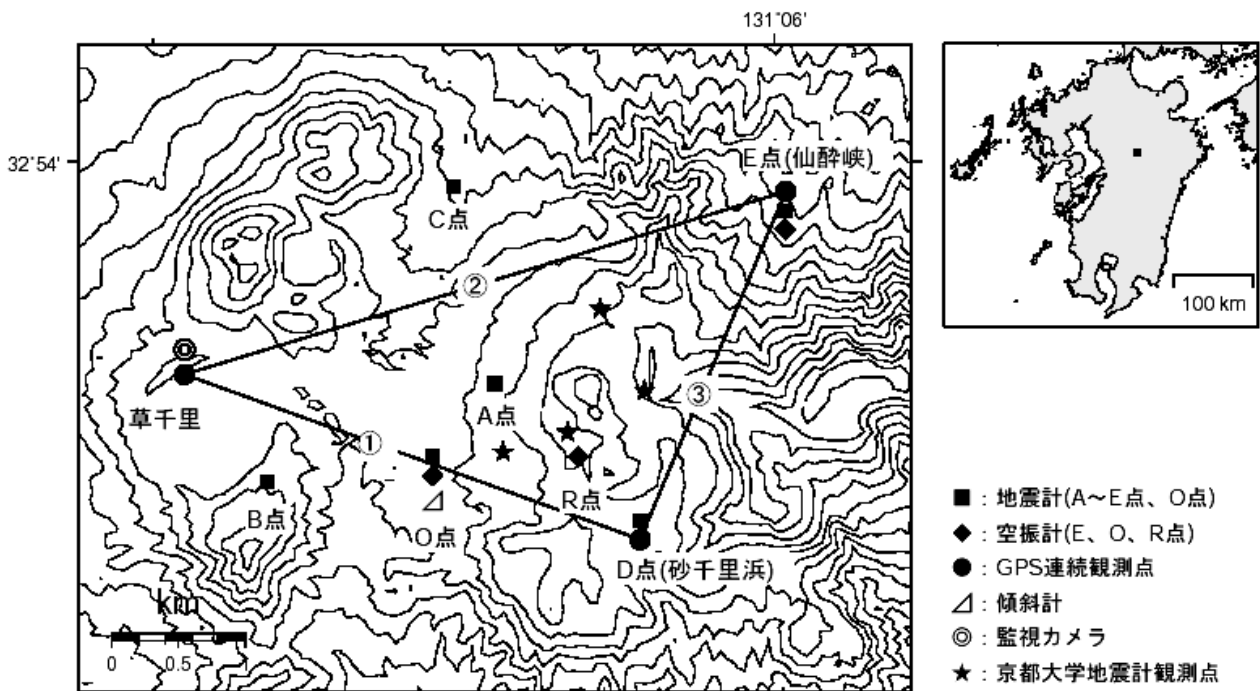 131°06'
32°54'
E点(仙酔峡)
C点
②
③
草千里
A点
①
R点
B点
O点
D点(砂千里浜)
km
0 0.5
100 km
■ : 地震計(A～E点、O点)
◆ : 空振計(E、O、R点)
● : GPS連続観測点
⊿ : 傾斜計
◎ : 監視カメラ
★ : 京都大学地震計観測点